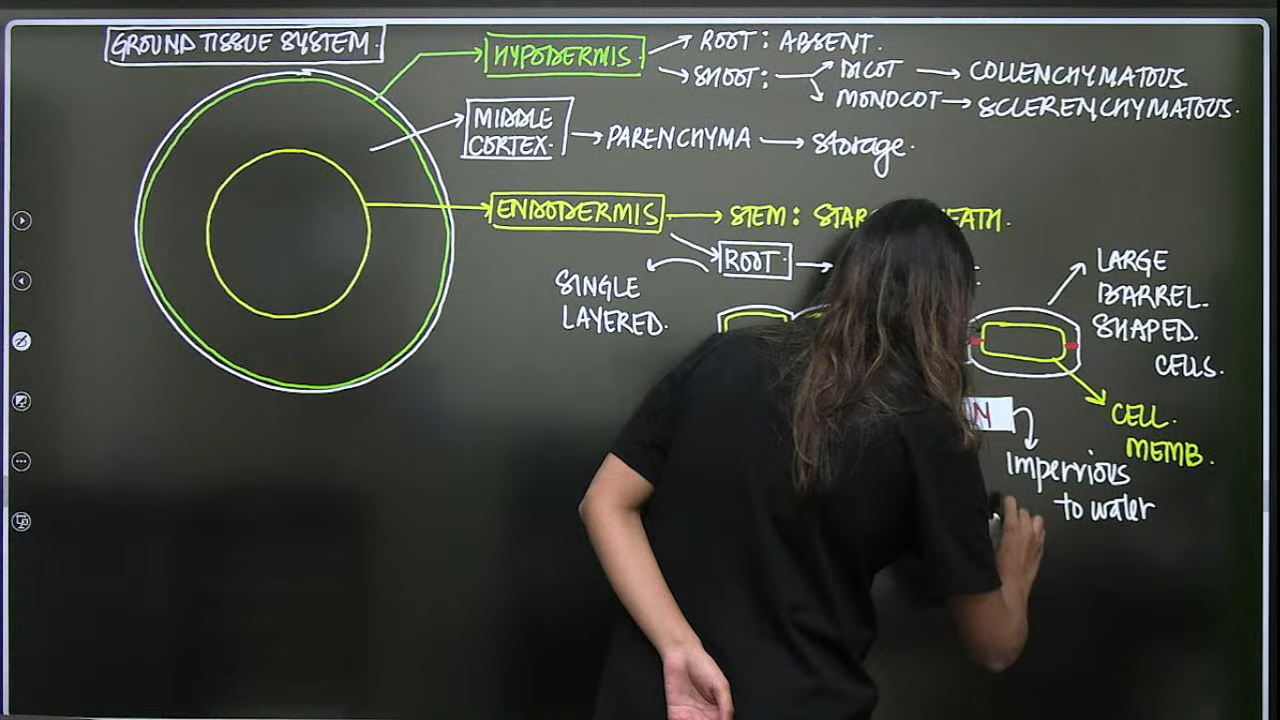 GROUND TISSUE SYSTEM.
HYPODERMIS.
ROOT: ABSENT.
SHOOT:
DICOT
COLLENCHYMATOUS
MONOCOT
SCLERENCHYMATOUS.
MIDDLE
CORTEX.
PARENCHYMA
Storage.
ENDODERMIS
STEM:
ROOT.
SINGLE
LAYERED.
LARGE
BARREL.
SHAPED.
CELLS.
CELL.
MEMB.
Impervious
to water